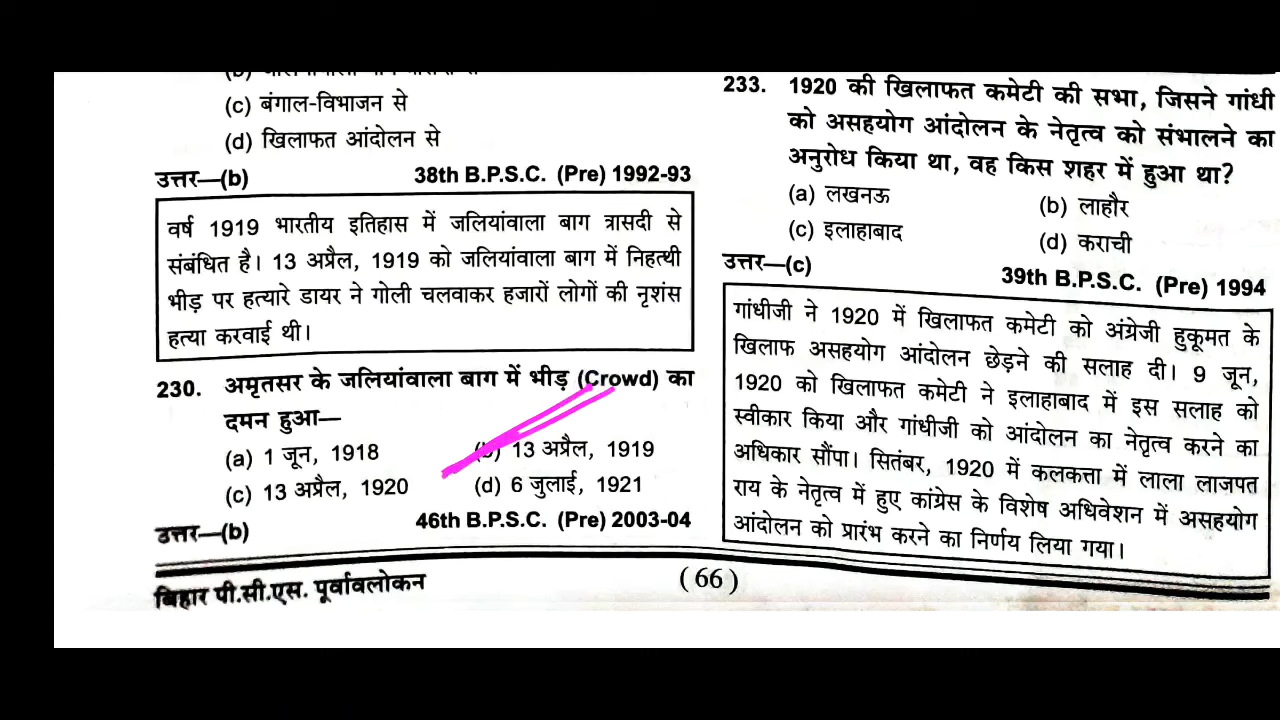 (c) बंगाल-विभाजन से
(d) खिलाफत आंदोलन से
उत्तर—(b) 38th B.P.S.C. (Pre) 1992-93
वर्ष 1919 भारतीय इतिहास में जलियांवाला बाग त्रासदी से
संबंधित है। 13 अप्रैल, 1919 को जलियांवाला बाग में निहत्थी
भीड़ पर हत्यारे डायर ने गोली चलवाकर हजारों लोगों की नृशंस
हत्या करवाई थी।
230. अमृतसर के जलियांवाला बाग में भीड़ (Crowd) का
दमन हुआ—
(a) 1 जून, 1918 (b) 13 अप्रैल, 1919
(c) 13 अप्रैल, 1920 (d) 6 जुलाई, 1921
उत्तर—(b) 46th B.P.S.C. (Pre) 2003-04
233. 1920 की खिलाफत कमेटी की सभा, जिसने गांधी
को असहयोग आंदोलन के नेतृत्व को संभालने का
अनुरोध किया था, वह किस शहर में हुआ था?
(a) लखनऊ (b) लाहौर
(c) इलाहाबाद (d) कराची
उत्तर—(c) 39th B.P.S.C. (Pre) 1994
गांधीजी ने 1920 में खिलाफत कमेटी को अंग्रेजी हुकूमत के
खिलाफ असहयोग आंदोलन छेड़ने की सलाह दी। 9 जून,
1920 को खिलाफत कमेटी ने इलाहाबाद में इस सलाह को
स्वीकार किया और गांधीजी को आंदोलन का नेतृत्व करने का
अधिकार सौंपा। सितंबर, 1920 में कलकत्ता में लाला लाजपत
राय के नेतृत्व में हुए कांग्रेस के विशेष अधिवेशन में असहयोग
आंदोलन को प्रारंभ करने का निर्णय लिया गया।
बिहार पी.सी.एस. पूर्वावलोकन (66)